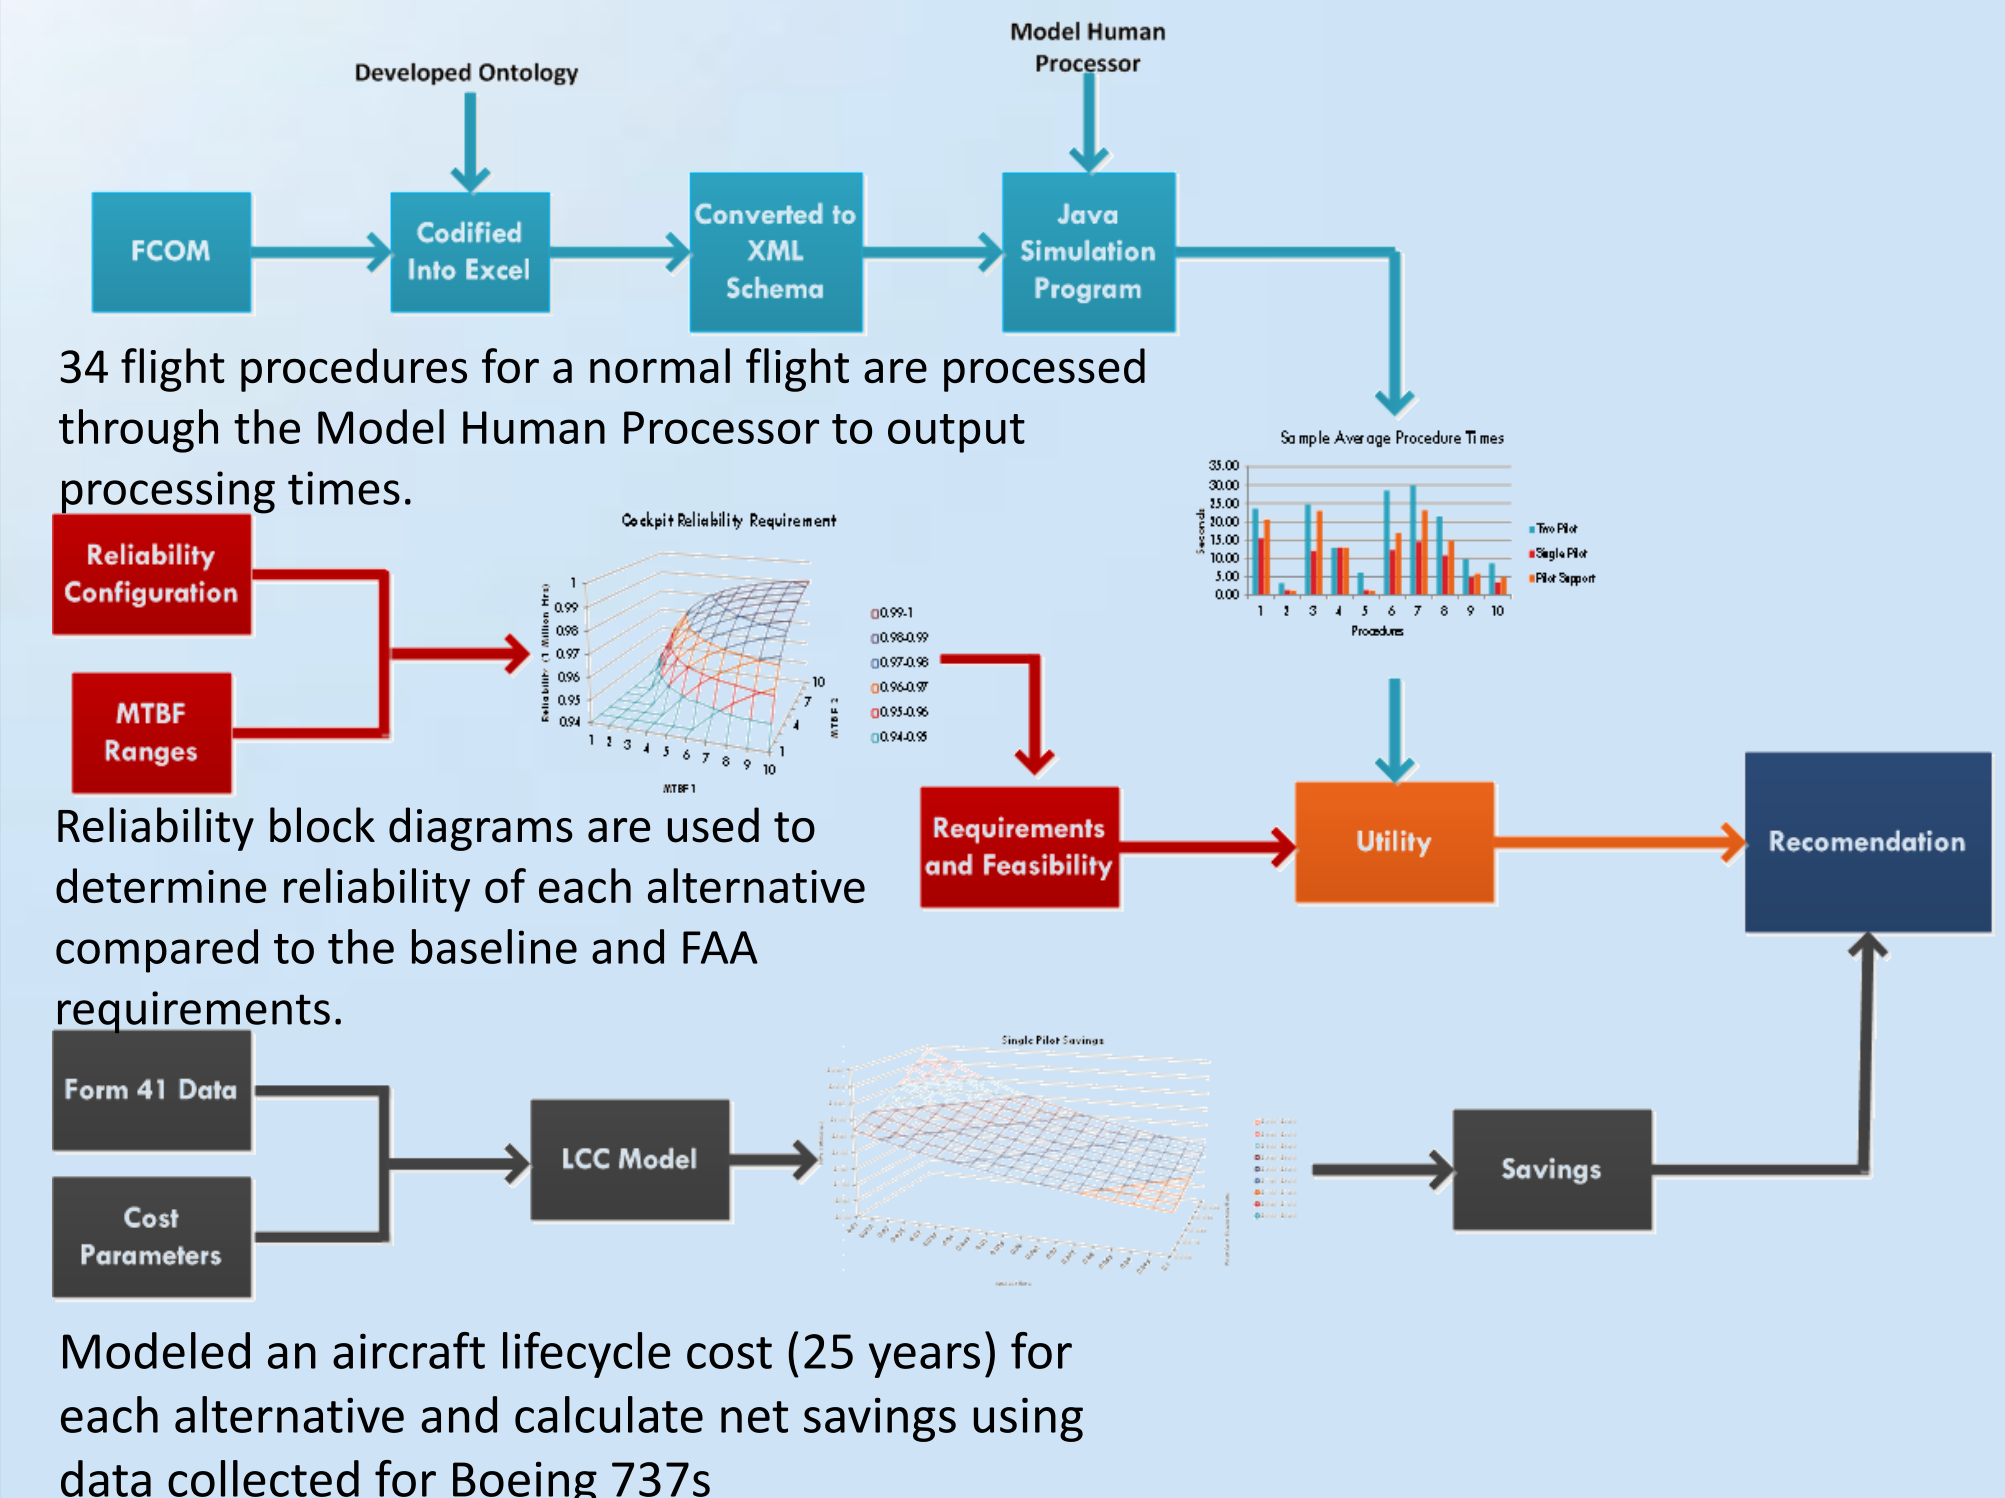 Model Human
Processor
Developed Ontology
FCOM
Codified
Into Excel
Converted to
XML
Schema
Java
Simulation
Program
34 flight procedures for a normal flight are processed
through the Model Human Processor to output
processing times.
Sample Average Procedure Times
35.00
30.00
25.00
20.00
15.00
10.00
5.00
0.00
Seconds
1 2 3 4 5 6 7 8 9 10
Procedures
Two Pilot
Single Pilot
Pilot Support
Reliability
Configuration
MTBF
Ranges
Cockpit Reliability Requirement
Reliability (1 Million Hrs)
1
0.99
0.98
0.97
0.96
0.95
0.94
1 2 3 4 5 6 7 8 9 10
MTBF 1
10
7
4
1
MTBF 2
0.99-1
0.98-0.99
0.97-0.98
0.96-0.97
0.95-0.96
0.94-0.95
Requirements
and Feasibility
Utility
Recomendation
Reliability block diagrams are used to
determine reliability of each alternative
compared to the baseline and FAA
requirements.
Form 41 Data
Cost
Parameters
LCC Model
Single Pilot Savings
Savings
Modeled an aircraft lifecycle cost (25 years) for
each alternative and calculate net savings using
data collected for Boeing 737s